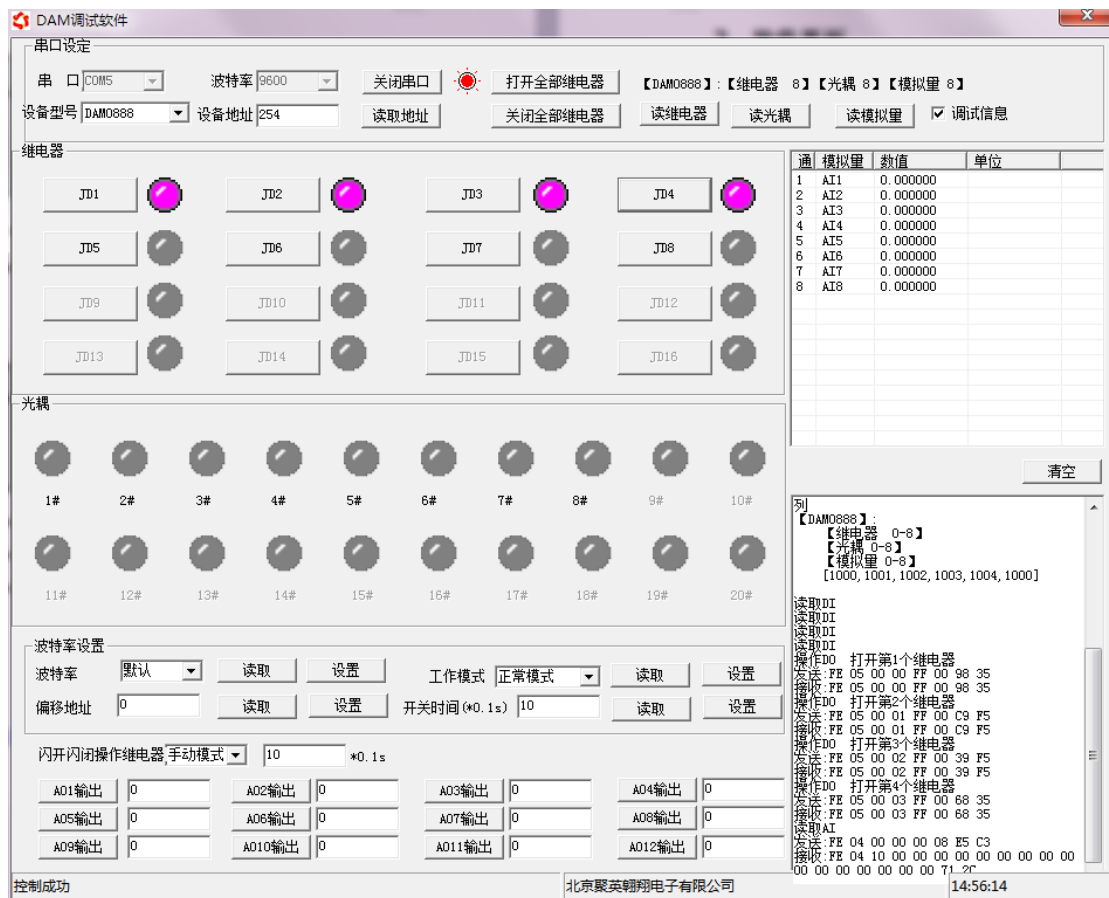 DAM调试软件
串口设定
串 口 COM5 波特率 9600 关闭串口 打开全部继电器 【DAM0888】:【继电器 8】【光耦 8】【模拟量 8】
设备型号 DAM0888 设备地址 254 读取地址 关闭全部继电器 读继电器 读光耦 读模拟量 调试信息
继电器
JD1 JD2 JD3 JD4
JD5 JD6 JD7 JD8
JD9 JD10 JD11 JD12
JD13 JD14 JD15 JD16
通 模拟量 数值 单位
1 AI1 0.000000
2 AI2 0.000000
3 AI3 0.000000
4 AI4 0.000000
5 AI5 0.000000
6 AI6 0.000000
7 AI7 0.000000
8 AI8 0.000000
光耦
1# 2# 3# 4# 5# 6# 7# 8# 9# 10#
11# 12# 13# 14# 15# 16# 17# 18# 19# 20#
清空
列
【DAM0888】:
【继电器 0-8】
【光耦 0-8】
【模拟量 0-8】
[1000,1001,1002,1003,1004,1000]
读取DI
读取DI
读取DI
读取DI
操作DO 打开第1个继电器
发送:FE 05 00 00 FF 00 98 35
接收:FE 05 00 00 FF 00 98 35
操作DO 打开第2个继电器
发送:FE 05 00 01 FF 00 C9 F5
接收:FE 05 00 01 FF 00 C9 F5
操作DO 打开第3个继电器
发送:FE 05 00 02 FF 00 39 F5
接收:FE 05 00 02 FF 00 39 F5
操作DO 打开第4个继电器
发送:FE 05 00 03 FF 00 68 35
接收:FE 05 00 03 FF 00 68 35
读取AI
发送:FE 04 00 00 00 08 E5 C3
接收:FE 04 10 00 00 00 00 00 00 00 00 00
00 00 00 00 00 00 00 71 2C
波特率设置
波特率 默认 读取 设置 工作模式 正常模式 读取 设置
偏移地址 0 读取 设置 开关时间(*0.1s) 10 读取 设置
闪开闪闭操作继电器 手动模式 10 *0.1s
AO1输出 0 AO2输出 0 AO3输出 0 AO4输出 0
AO5输出 0 AO6输出 0 AO7输出 0 AO8输出 0
AO9输出 0 AO10输出 0 AO11输出 0 AO12输出 0
控制成功 北京聚英翱翔电子有限公司 14:56:14